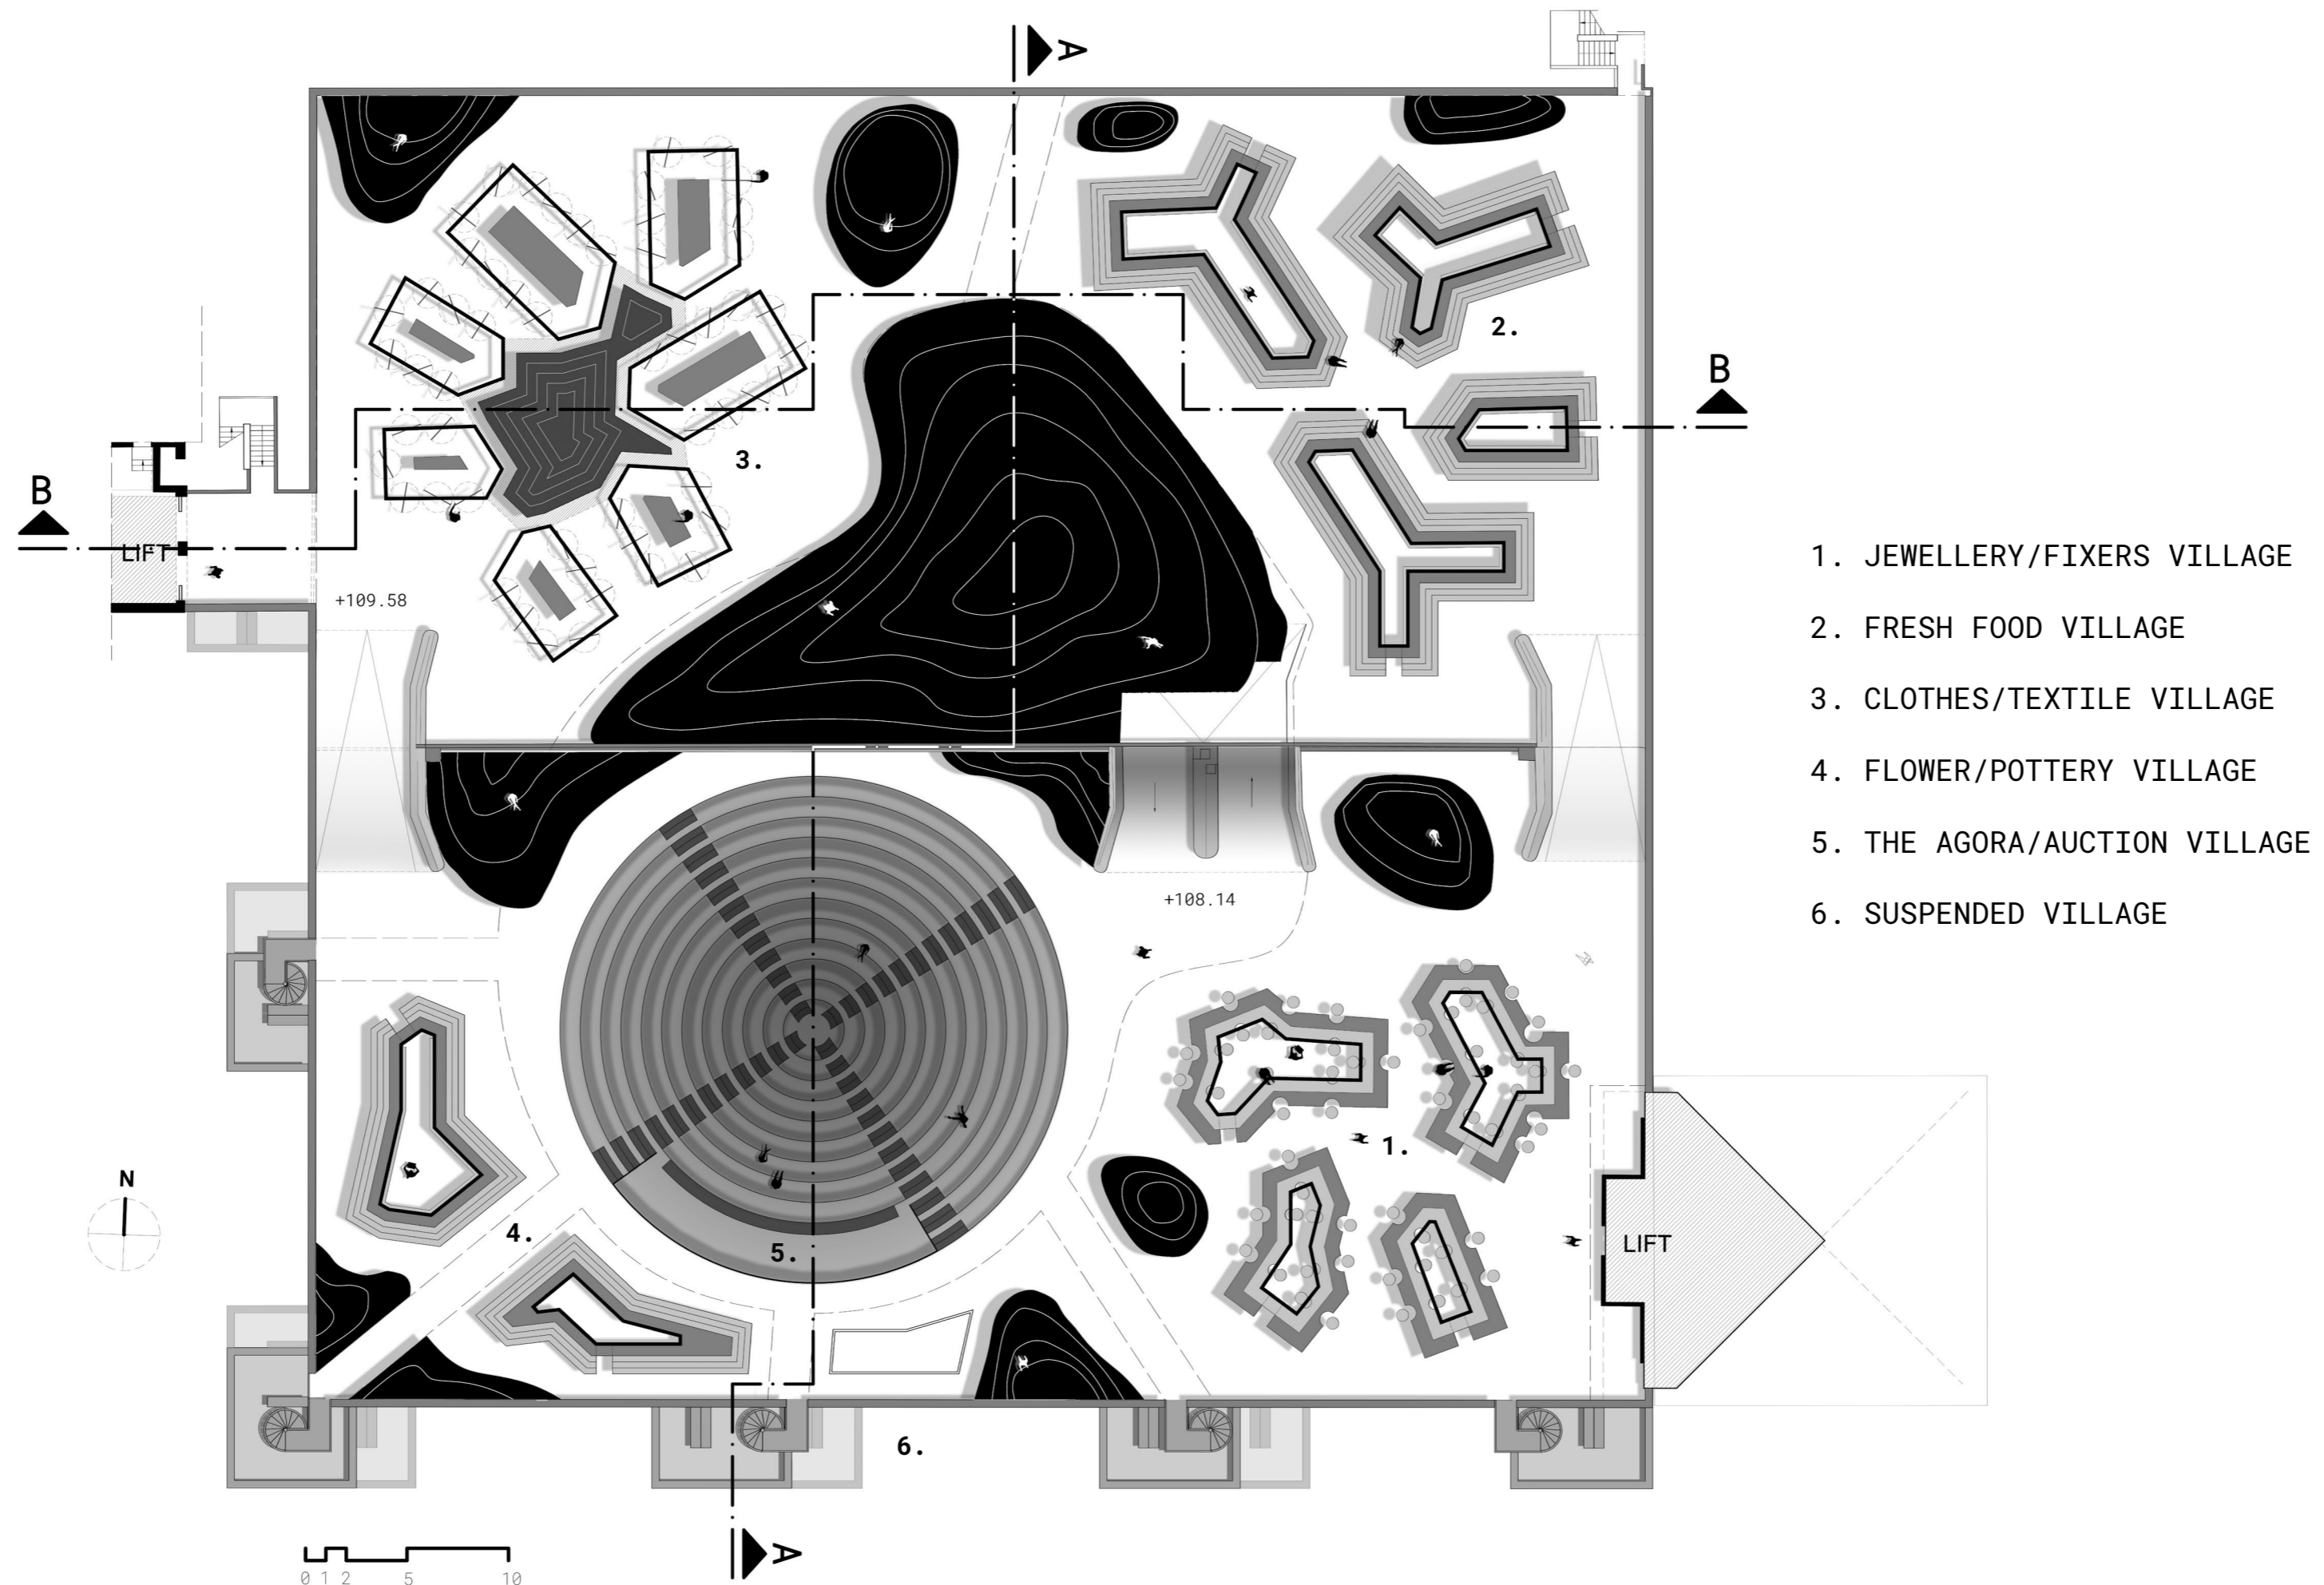 A
2.
B
3.
B
LIFT
+109.58
1. JEWELLERY/FIXERS VILLAGE
2. FRESH FOOD VILLAGE
3. CLOTHES/TEXTILE VILLAGE
4. FLOWER/POTTERY VILLAGE
5. THE AGORA/AUCTION VILLAGE
6. SUSPENDED VILLAGE
+108.14
1.
N
4.
5.
LIFT
6.
A
0 1 2 5 10